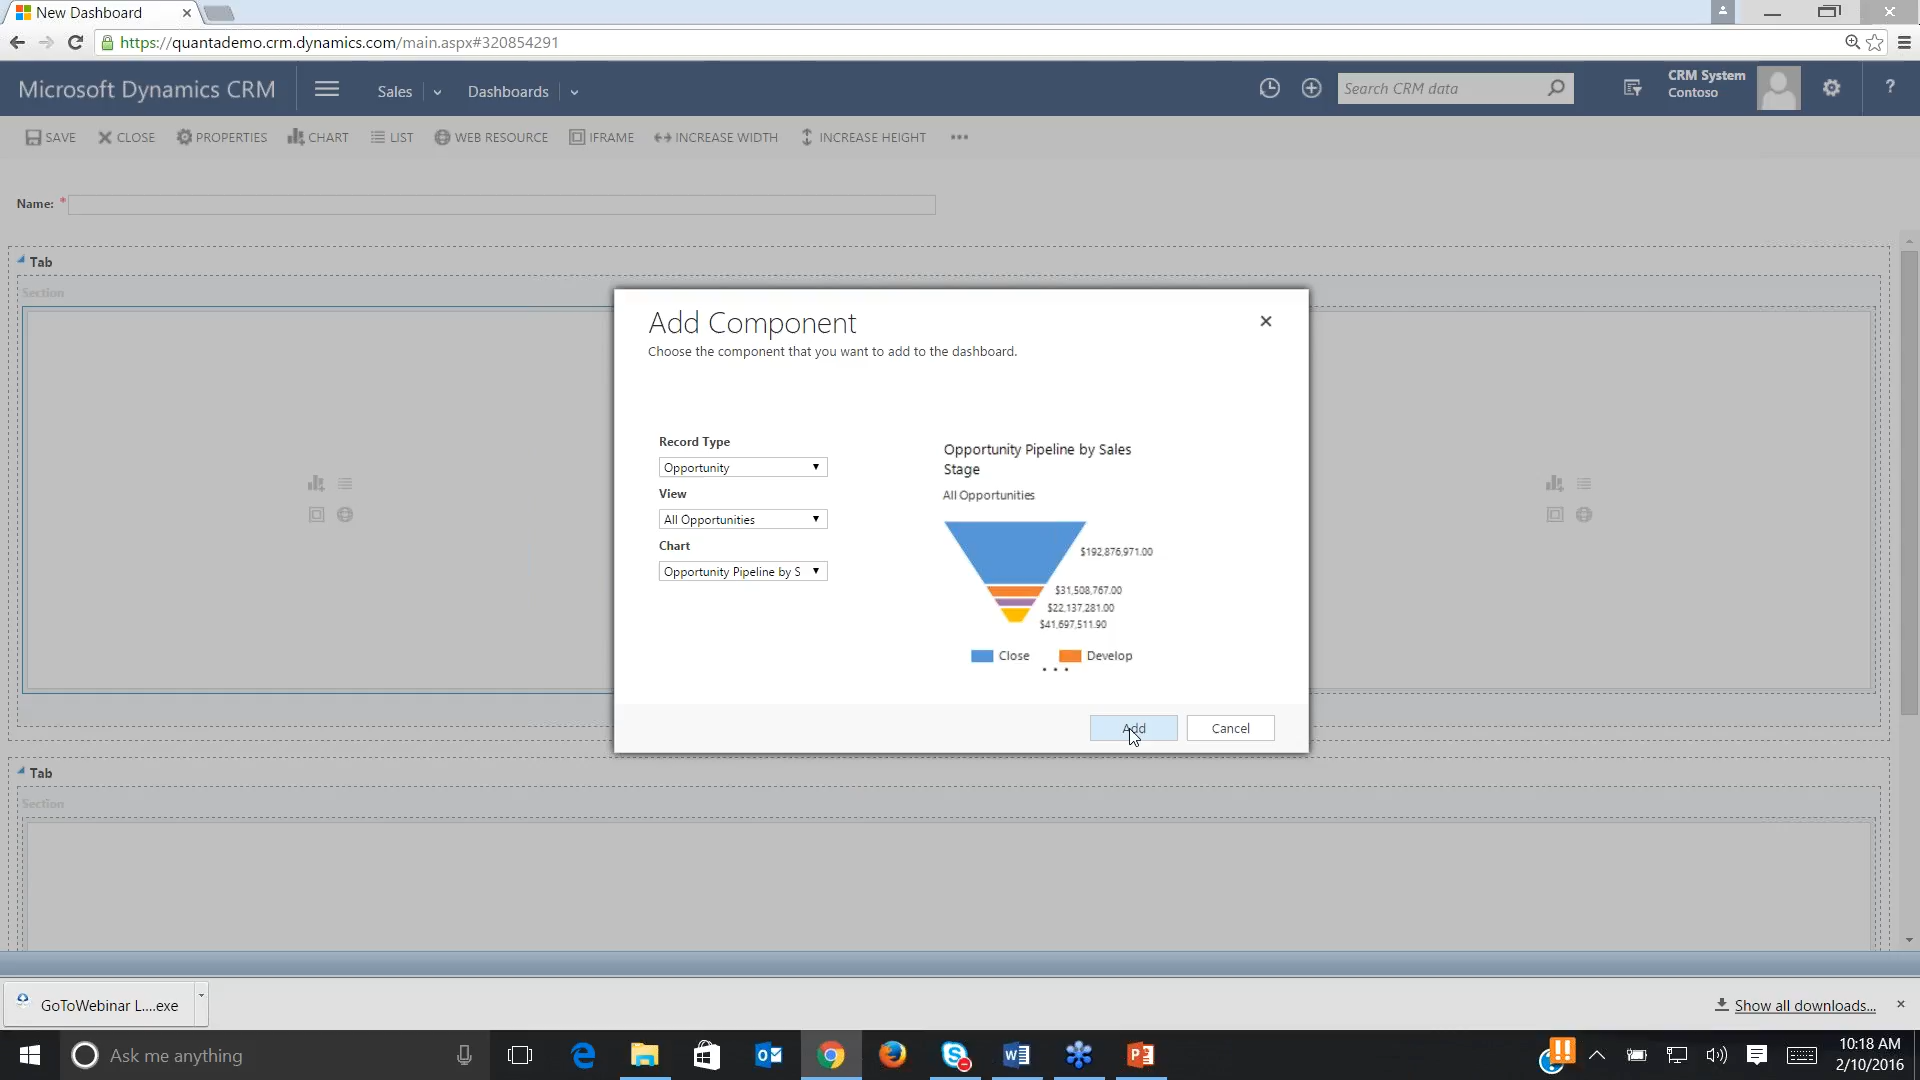 New Dashboard
https://quantademo.crm.dynamics.com/main.aspx#320854291
Microsoft Dynamics CRM
Sales
Dashboards
Search CRM data
CRM System
Contoso
?
SAVE
CLOSE
PROPERTIES
CHART
LIST
WEB RESOURCE
IFRAME
INCREASE WIDTH
INCREASE HEIGHT
Name: *
Tab
Section
Add Component
Choose the component that you want to add to the dashboard.
Record Type
Opportunity
View
All Opportunities
Chart
Opportunity Pipeline by S
Opportunity Pipeline by Sales
Stage
All Opportunities
$192,876,971.00
$31,508,767.00
$22,137,281.00
$41,697,511.90
Close
Develop
Add
Cancel
Tab
Section
GoToWebinar L....exe
Show all downloads...
Ask me anything
10:18 AM
2/10/2016